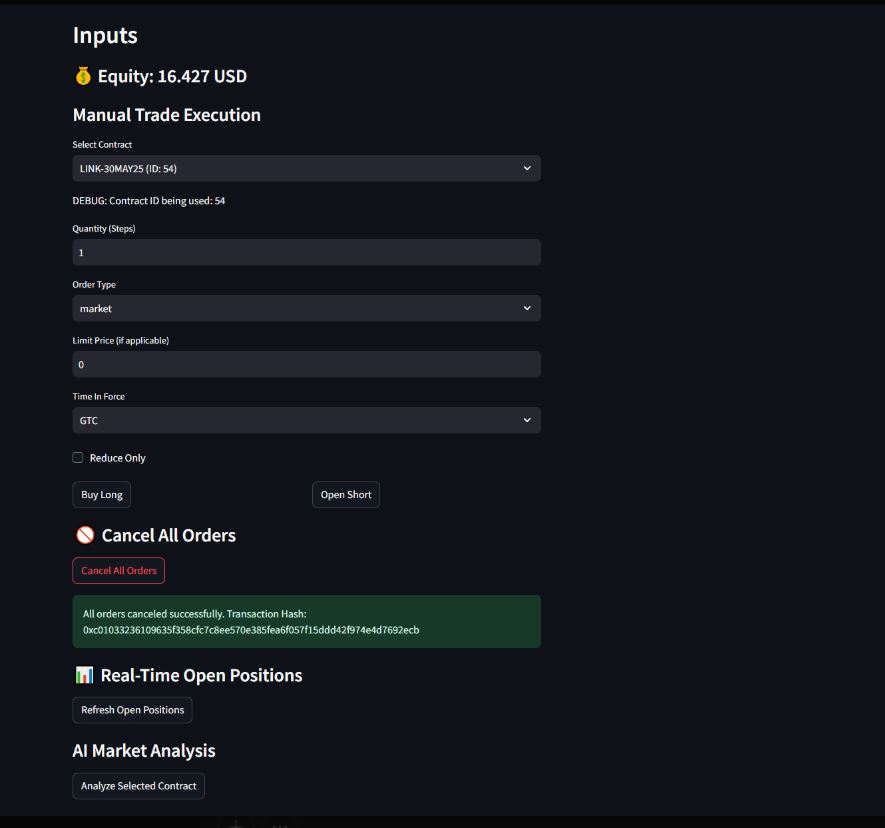 Inputs
Equity: 16.427 USD
Manual Trade Execution
Select Contract
LINK-30MAY25 (ID: 54)
DEBUG: Contract ID being used: 54
Quantity (Steps)
1
Order Type
market
Limit Price (if applicable)
0
Time In Force
GTC
Reduce Only
Buy Long
Open Short
Cancel All Orders
Cancel All Orders
All orders canceled successfully. Transaction Hash:
0xc01033236109635f358cfc7c8ee570e385fea6f057f15ddd42f974e4d7692ecb
Real-Time Open Positions
Refresh Open Positions
AI Market Analysis
Analyze Selected Contract